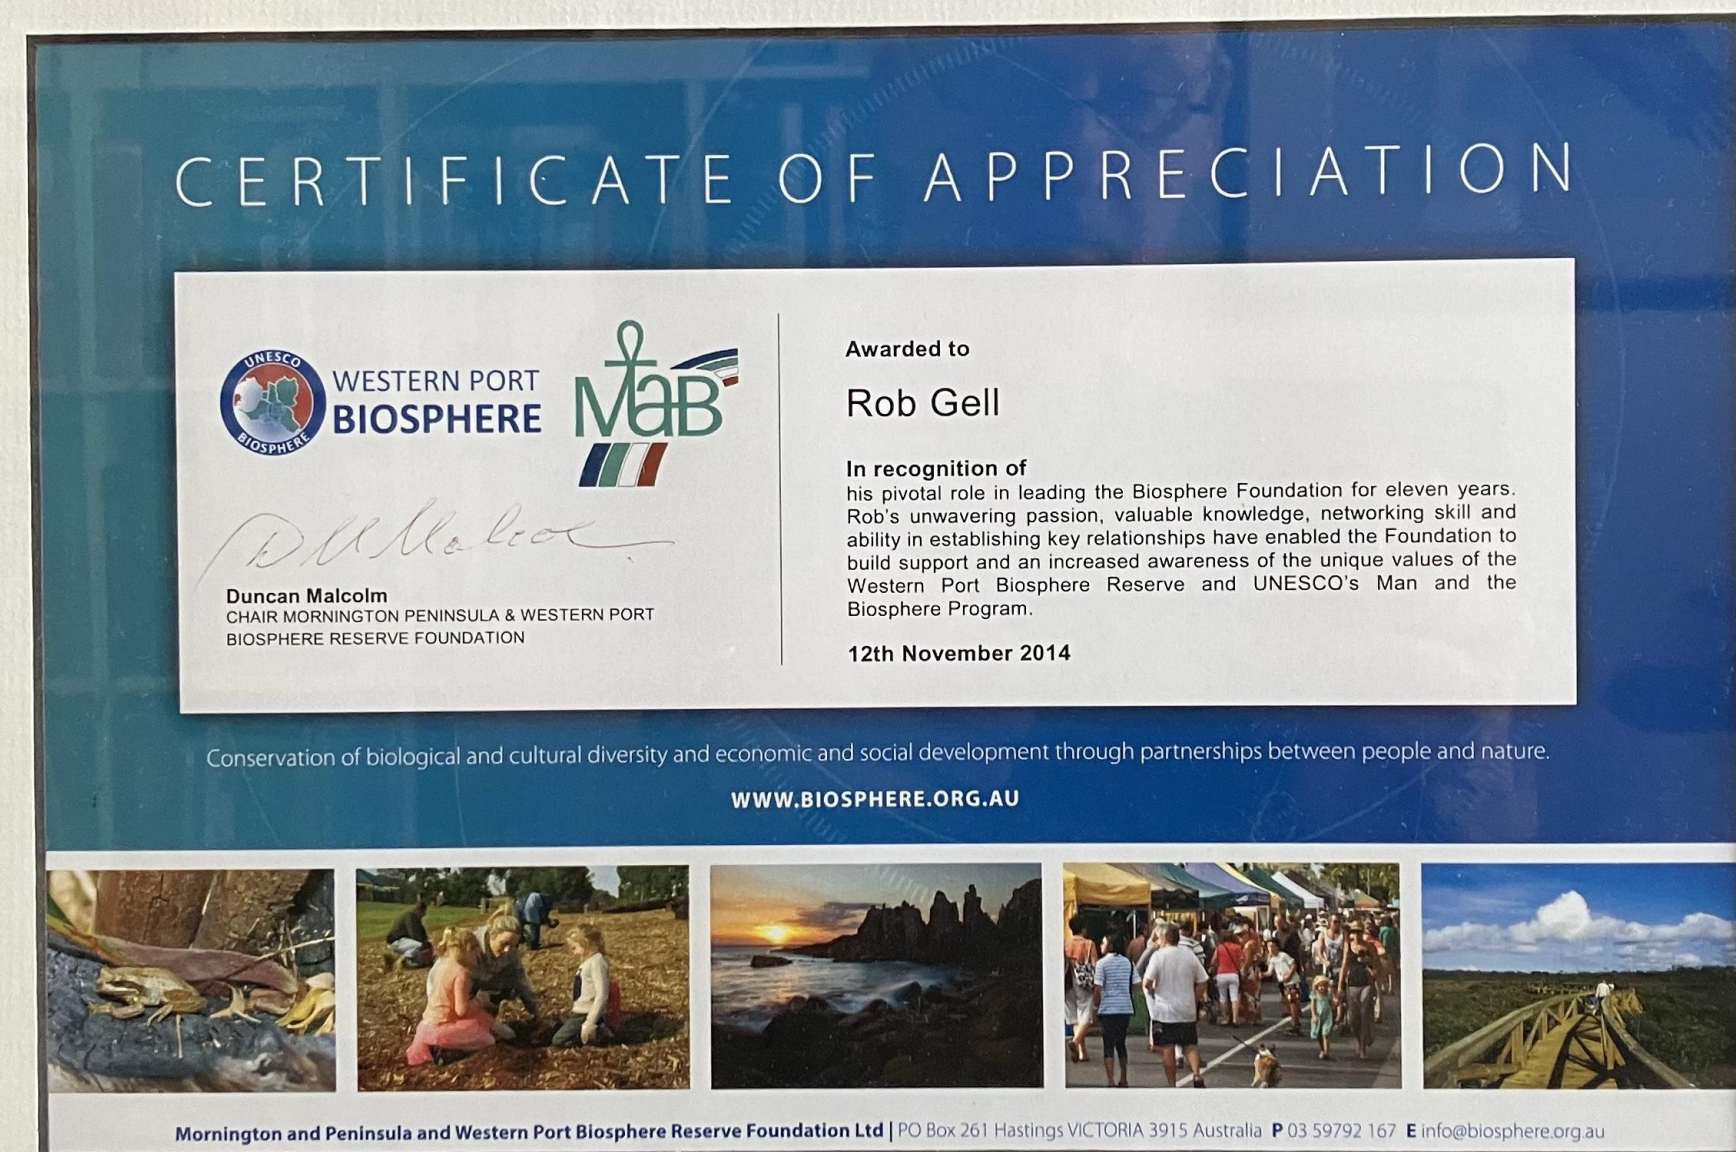 CERTIFICATE OF APPRECIATION
UNESCO
BIOSPHERE
WESTERN PORT
BIOSPHERE
MaB
Duncan Malcolm
CHAIR MORNINGTON PENINSULA & WESTERN PORT
BIOSPHERE RESERVE FOUNDATION
Awarded to
Rob Gell
In recognition of
his pivotal role in leading the Biosphere Foundation for eleven years.
Rob's unwavering passion, valuable knowledge, networking skill and
ability in establishing key relationships have enabled the Foundation to
build support and an increased awareness of the unique values of the
Western Port Biosphere Reserve and UNESCO's Man and the
Biosphere Program.
12th November 2014
Conservation of biological and cultural diversity and economic and social development through partnerships between people and nature.
WWW.BIOSPHERE.ORG.AU
Mornington and Peninsula and Western Port Biosphere Reserve Foundation Ltd | PO Box 261 Hastings VICTORIA 3915 Australia P 03 59792 167 E info@biosphere.org.au